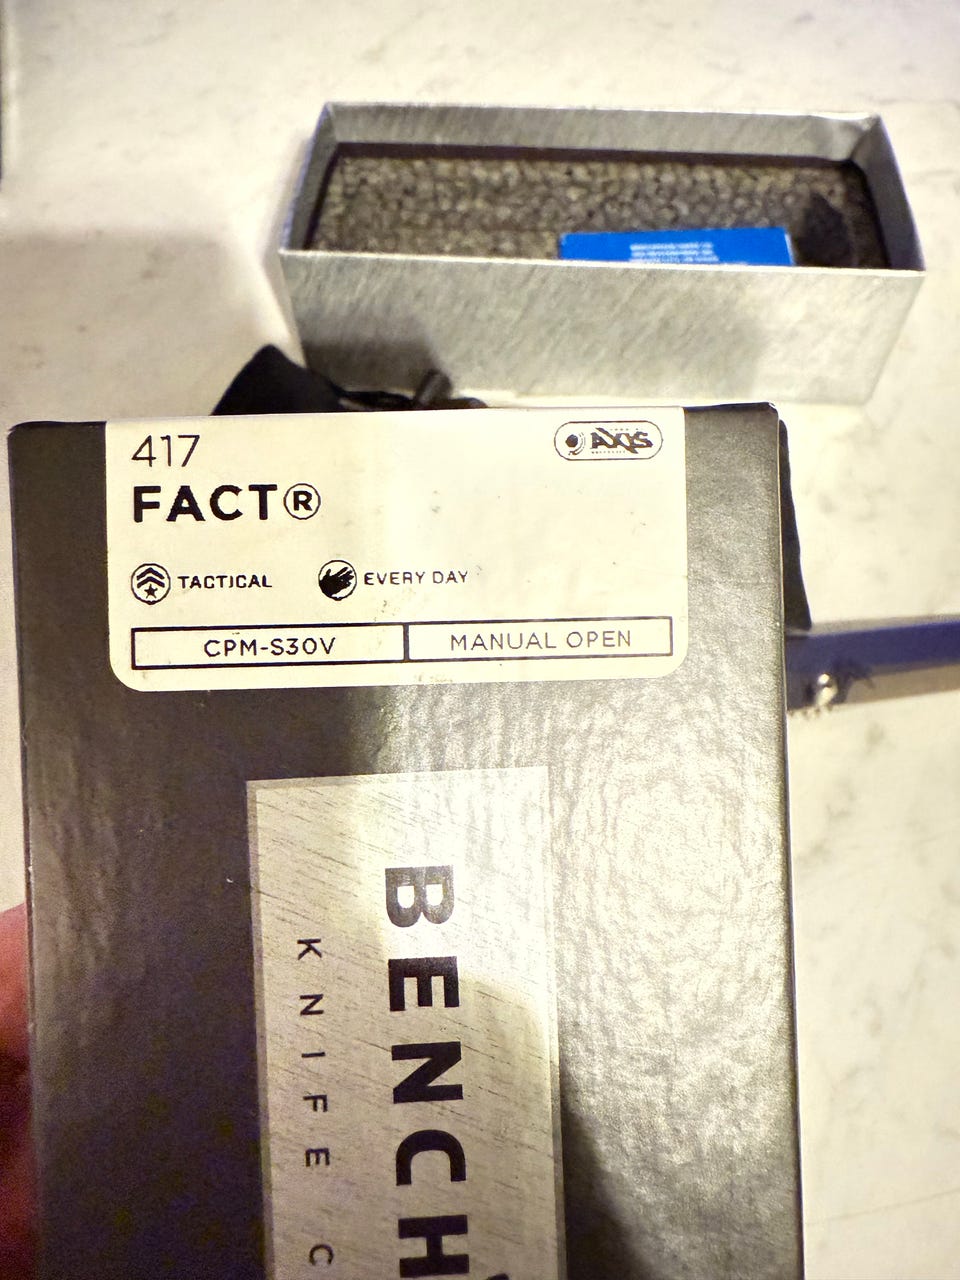 417
AXIS
FACT®
TACTICAL
EVERY DAY
CPM-S30V
MANUAL OPEN
BENCH
KNIFE C